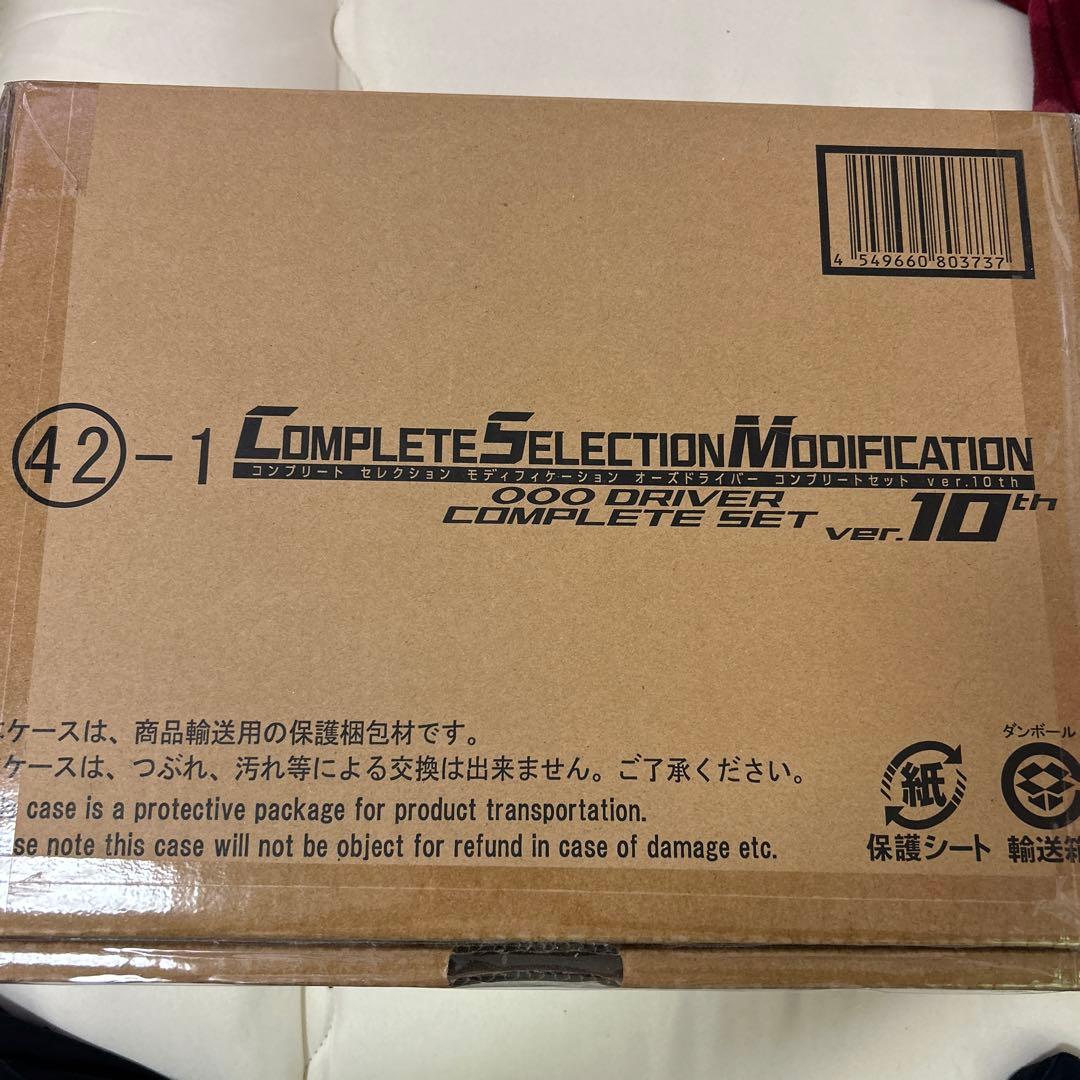 4 549660 803737
42-1
COMPLETE SELECTION MODIFICATION
コンプリート セレクション モディフィケーション オーズドライバー コンプリートセット ver.10th
OOO DRIVER
COMPLETE SET ver.10th
ケースは、商品輸送用の保護梱包材です。
ケースは、つぶれ、汚れ等による交換は出来ません。ご了承ください。
case is a protective package for product transportation.
se note this case will not be object for refund in case of damage etc.
ダンボール
紙
保護シート
輸送箱